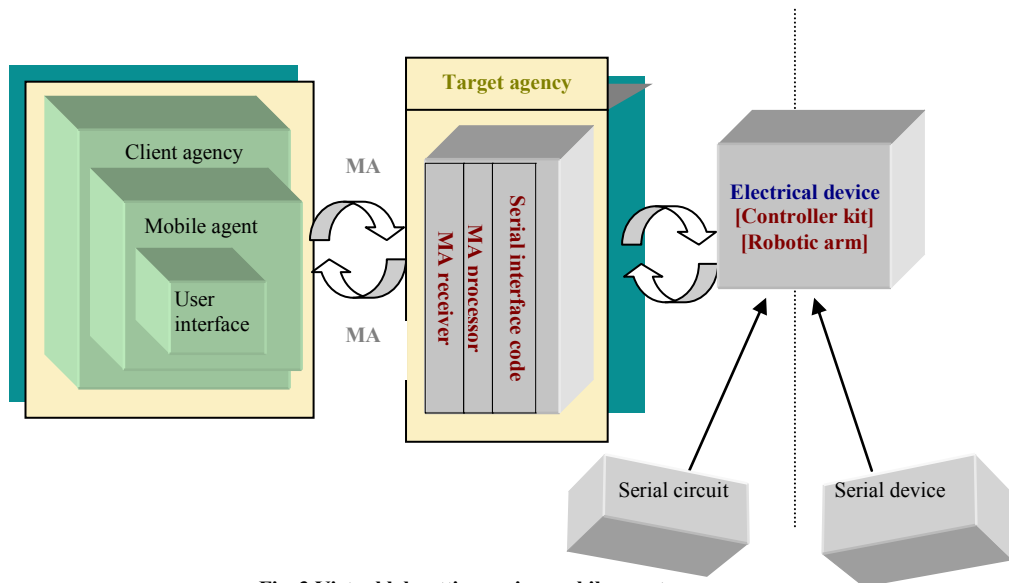 Target agency
Client agency
Mobile agent
User
interface
MA
MA
MA receiver
MA processor
Serial interface code
Electrical device
[Controller kit]
[Robotic arm]
Serial circuit
Serial device